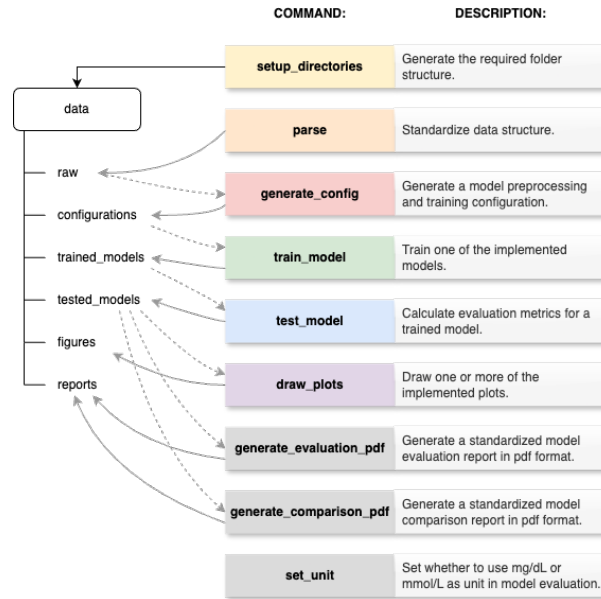 COMMAND: DESCRIPTION:
setup_directories
Generate the required folder
structure.
data
parse
Standardize data structure.
raw
generate_config
Generate a model preprocessing
and training configuration.
configurations
trained_models
train_model
Train one of the implemented
models.
tested_models
test_model
Calculate evaluation metrics for a
trained model.
figures
reports
draw_plots
Draw one or more of the
implemented plots.
generate_evaluation_pdf
Generate a standardized model
evaluation report in pdf format.
generate_comparison_pdf
Generate a standardized model
comparison report in pdf format.
set_unit
Set whether to use mg/dL or
mmol/L as unit in model evaluation.